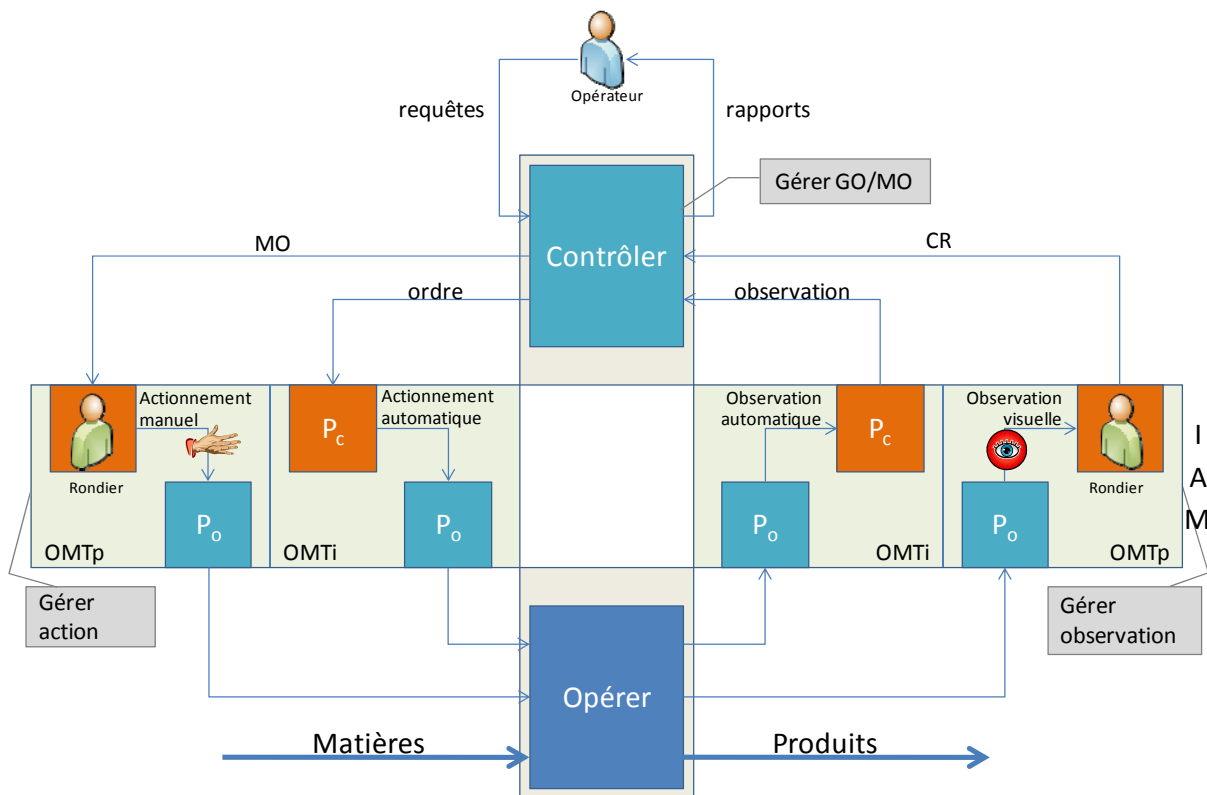 Opérateur
requêtes
rapports
Gérer GO/MO
Contrôler
MO
CR
ordre
observation
Actionnement
manuel
Rondier
Po
OMTp
Actionnement
automatique
Pc
Po
OMTi
Observation
automatique
Pc
Po
OMTi
Observation
visuelle
Rondier
Po
OMTp
I
A
M
Gérer
action
Gérer
observation
Opérer
Matières
Produits